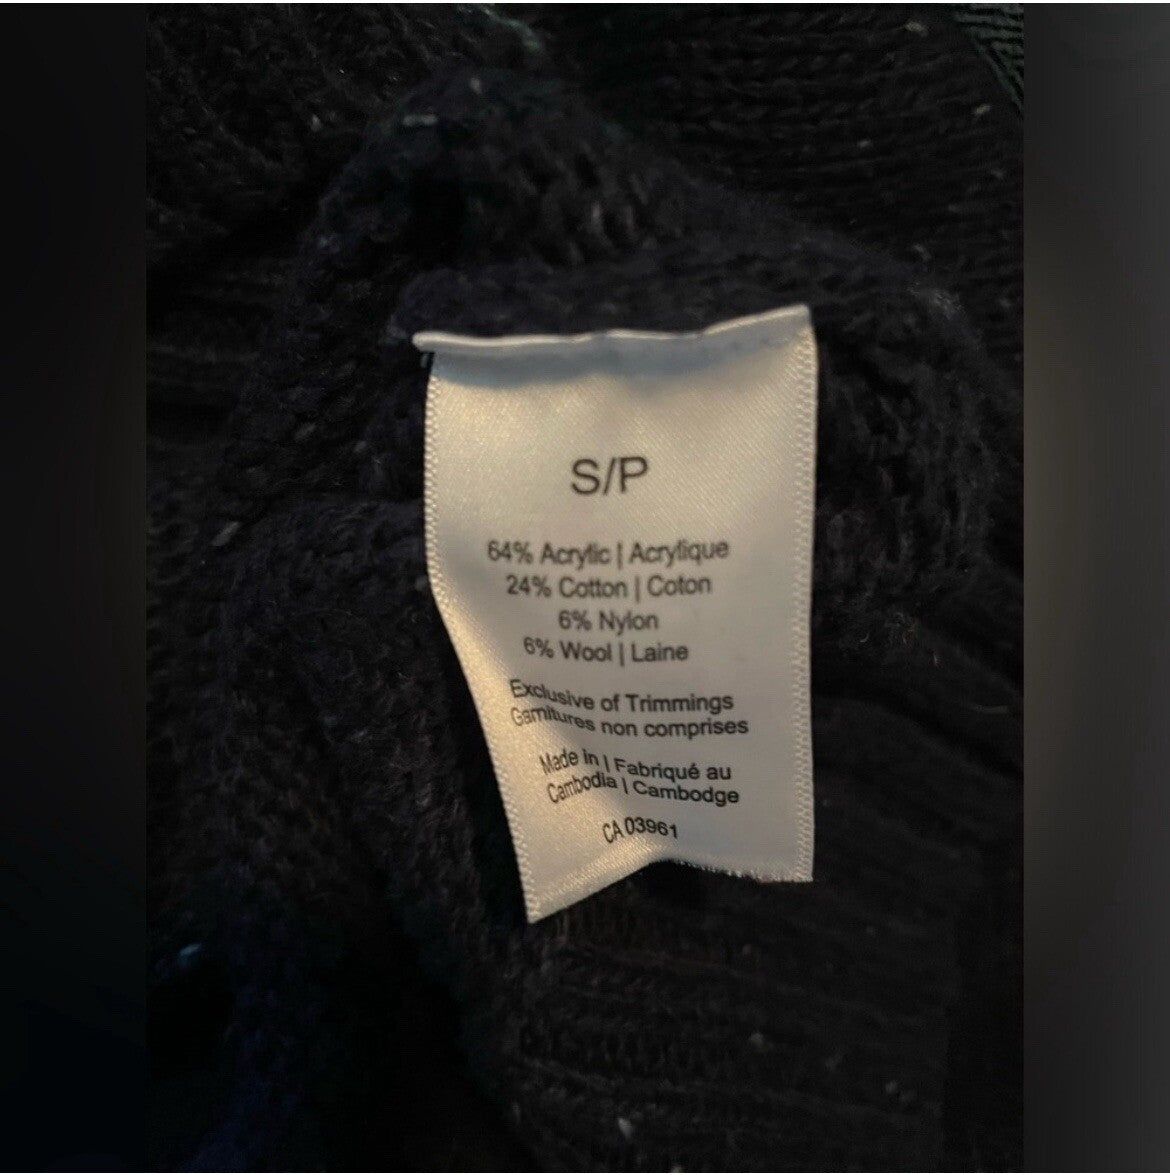 S/P
64% Acrylic | Acrylique
24% Cotton | Coton
6% Nylon
6% Wool | Laine
Exclusive of Trimmings
Garnitures non comprises
Made in | Fabriqué au
Cambodia | Cambodge
CA 03961